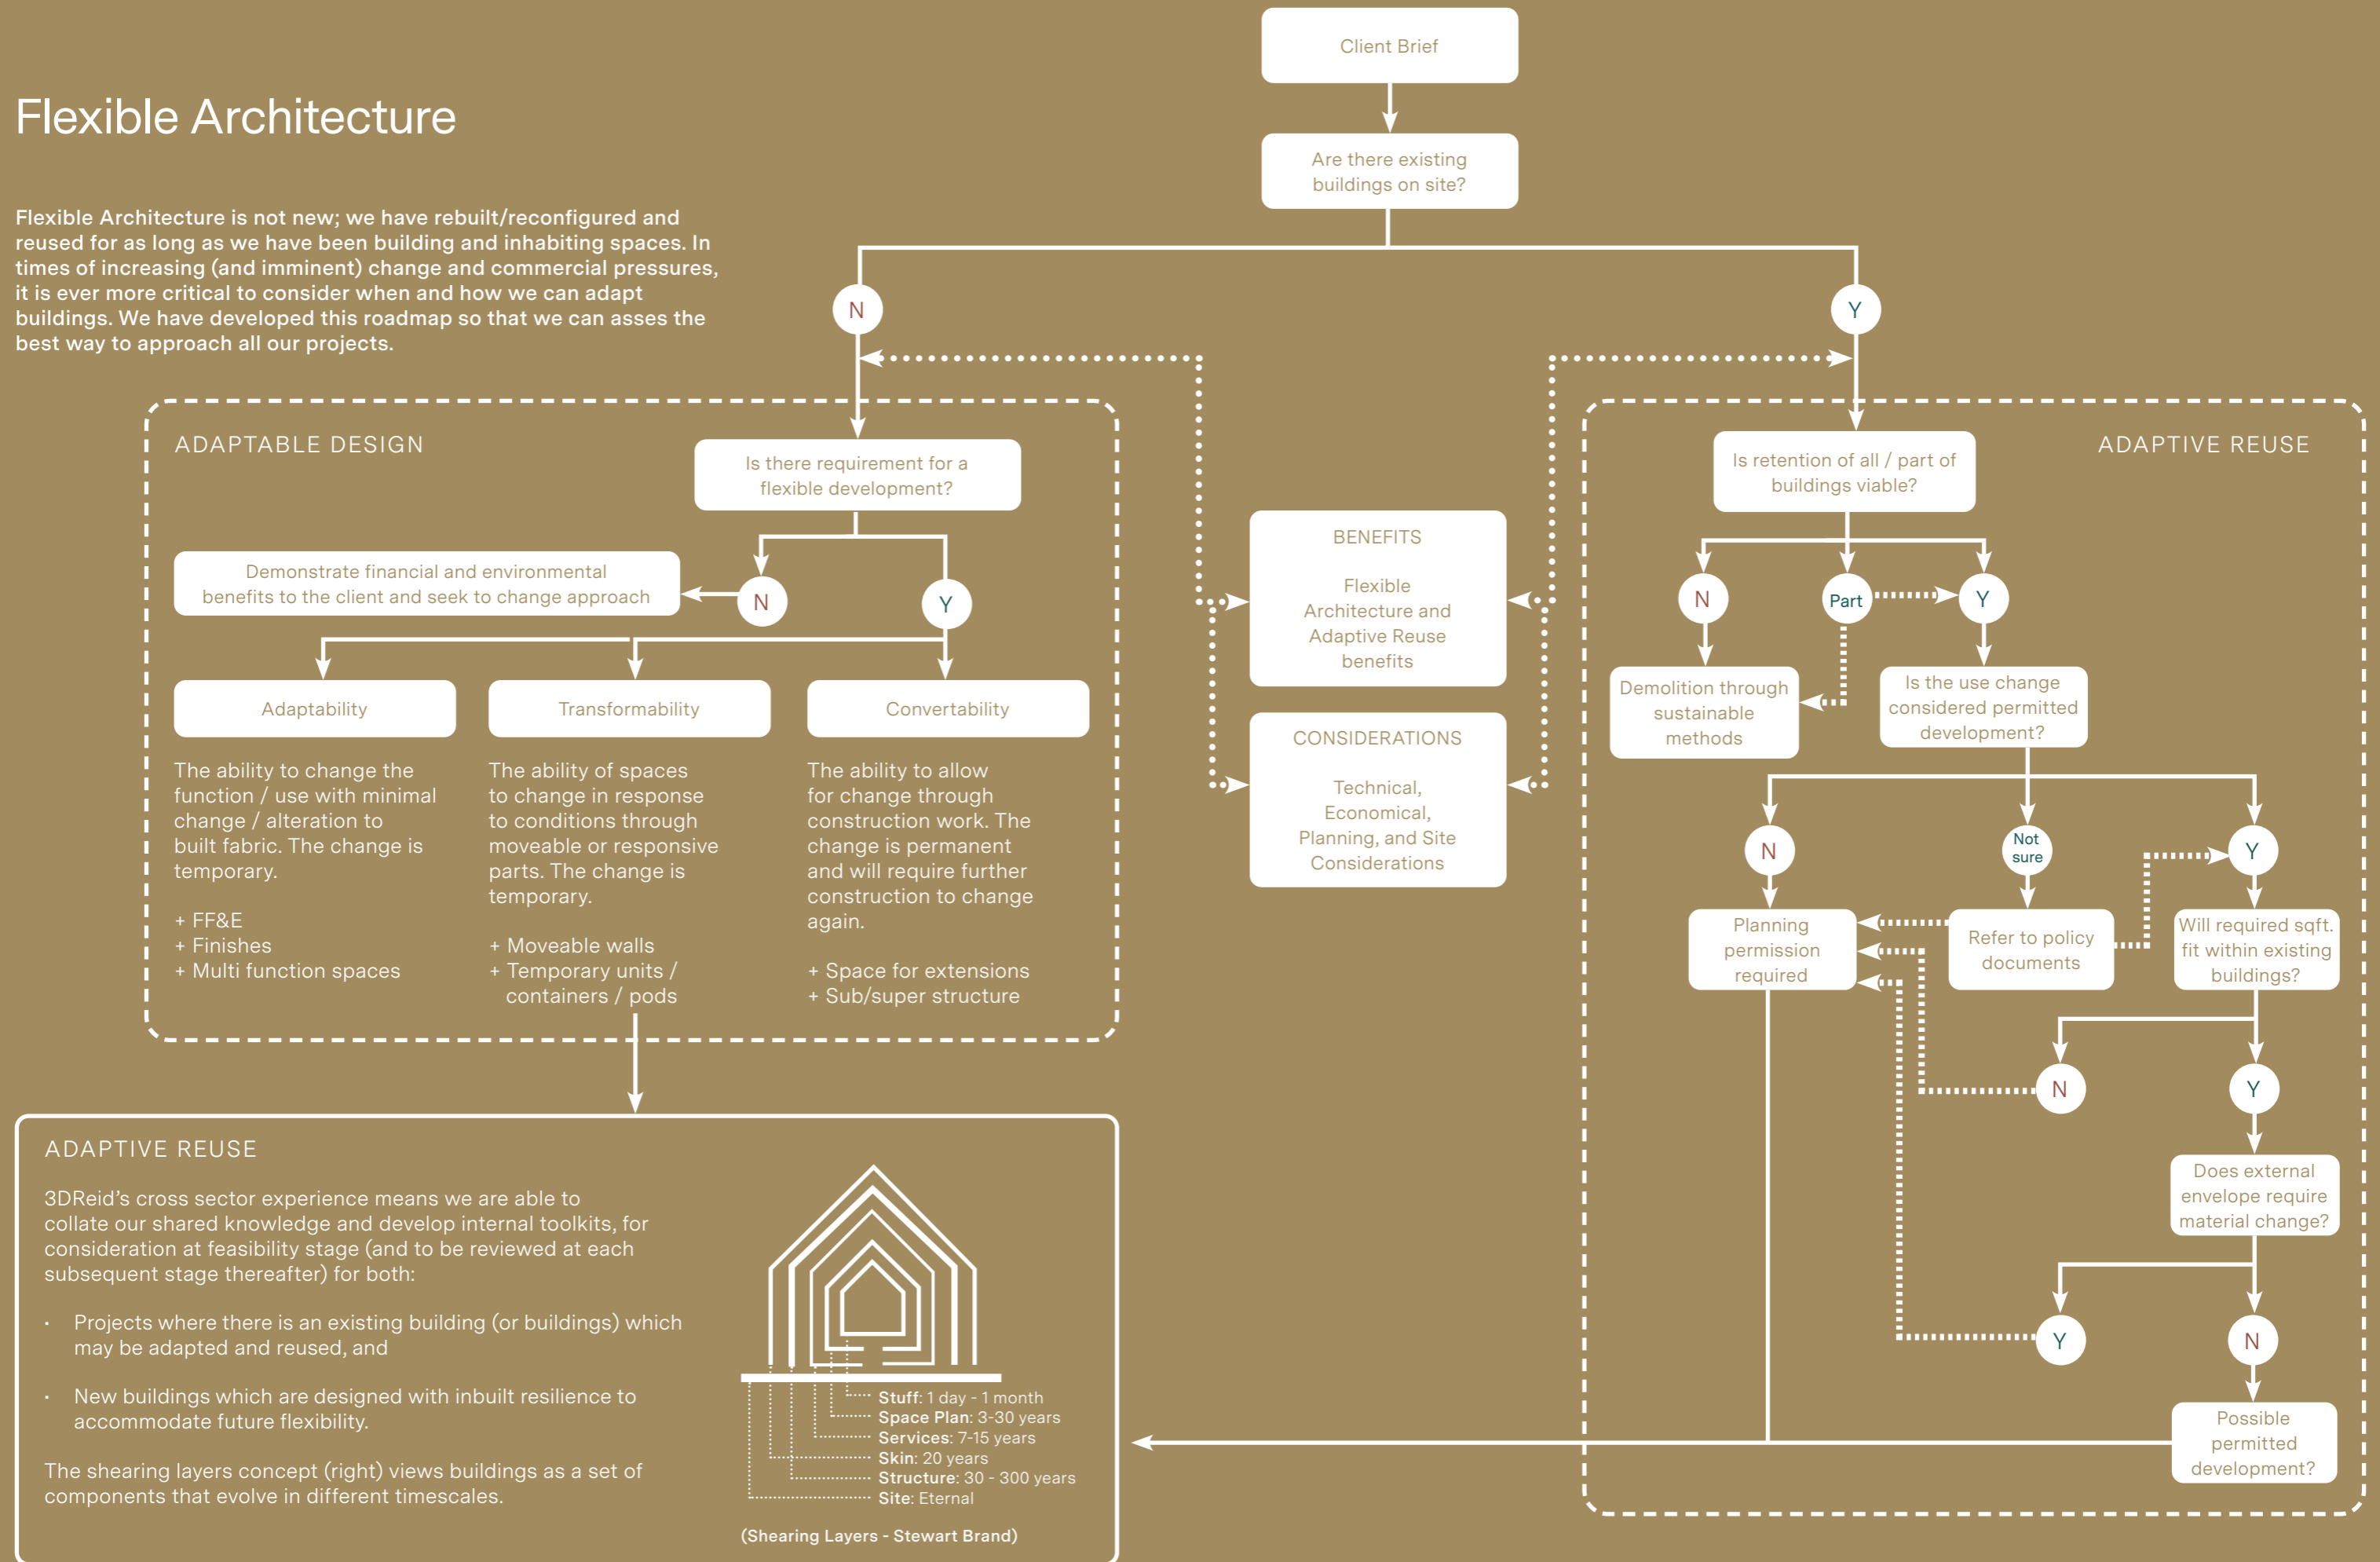 Flexible Architecture
Flexible Architecture is not new; we have rebuilt/reconfigured and
reused for as long as we have been building and inhabiting spaces. In
times of increasing (and imminent) change and commercial pressures,
it is ever more critical to consider when and how we can adapt
buildings. We have developed this roadmap so that we can asses the
best way to approach all our projects.
Client Brief
Are there existing
buildings on site?
N
Y
ADAPTABLE DESIGN
Is there requirement for a
flexible development?
Demonstrate financial and environmental
benefits to the client and seek to change approach
N
Y
Adaptability
The ability to change the
function / use with minimal
change / alteration to
built fabric. The change is
temporary.
+ FF&E
+ Finishes
+ Multi function spaces
Transformability
The ability of spaces
to change in response
to conditions through
moveable or responsive
parts. The change is
temporary.
+ Moveable walls
+ Temporary units /
containers / pods
Convertability
The ability to allow
for change through
construction work. The
change is permanent
and will require further
construction to change
again.
+ Space for extensions
+ Sub/super structure
BENEFITS
Flexible
Architecture and
Adaptive Reuse
benefits
CONSIDERATIONS
Technical,
Economical,
Planning, and Site
Considerations
ADAPTIVE REUSE
Is retention of all / part of
buildings viable?
N
Part
Y
Demolition through
sustainable
methods
Is the use change
considered permitted
development?
N
Not
sure
Y
Planning
permission
required
Refer to policy
documents
Will required sqft.
fit within existing
buildings?
N
Y
Does external
envelope require
material change?
Y
N
Possible
permitted
development?
ADAPTIVE REUSE
3DReid's cross sector experience means we are able to
collate our shared knowledge and develop internal toolkits, for
consideration at feasibility stage (and to be reviewed at each
subsequent stage thereafter) for both:
· Projects where there is an existing building (or buildings) which
may be adapted and reused, and
· New buildings which are designed with inbuilt resilience to
accommodate future flexibility.
The shearing layers concept (right) views buildings as a set of
components that evolve in different timescales.
Stuff: 1 day - 1 month
Space Plan: 3-30 years
Services: 7-15 years
Skin: 20 years
Structure: 30 - 300 years
Site: Eternal
(Shearing Layers - Stewart Brand)